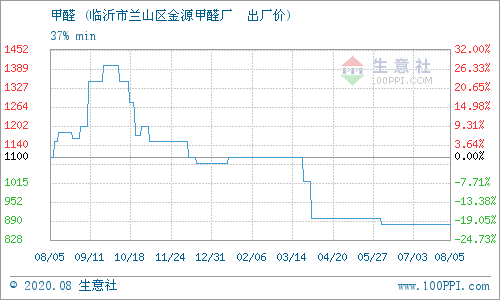 甲醛 (临沂市兰山区金源甲醛厂 出厂价)
37% min
生意社
100PPI.COM
1452 32.00%
1389 26.33%
1327 20.65%
1264 14.98%
1202 9.31%
1140 3.64%
1100 0.00%
1015 -7.71%
952 -13.38%
890 -19.05%
828 -24.73%
08/05 09/11 10/18 11/24 12/31 02/06 03/14 04/20 05/27 07/03 08/05
© 2020.08 生意社 www.100PPI.com